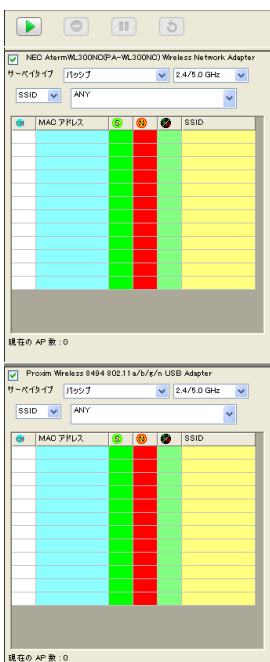 NEC AtermWL300NC(PA-WL300NC) Wireless Network Adapter
サーベイタイプ パッシブ 2.4/5.0 GHz
SSID ANY
CH MAC アドレス S N SSID
現在の AP 数 : 0
Proxim Wireless 8494 802.11a/b/g/n USB Adapter
サーベイタイプ パッシブ 2.4/5.0 GHz
SSID ANY
CH MAC アドレス S N SSID
現在の AP 数 : 0